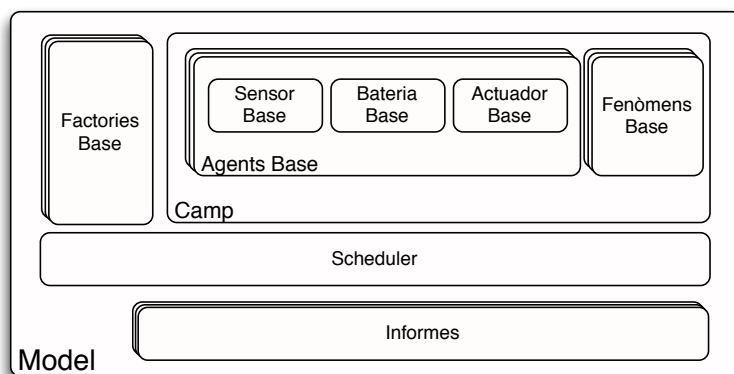 Factories
Base
Sensor
Base
Bateria
Base
Actuador
Base
Agents Base
Fenòmens
Base
Camp
Scheduler
Informes
Model